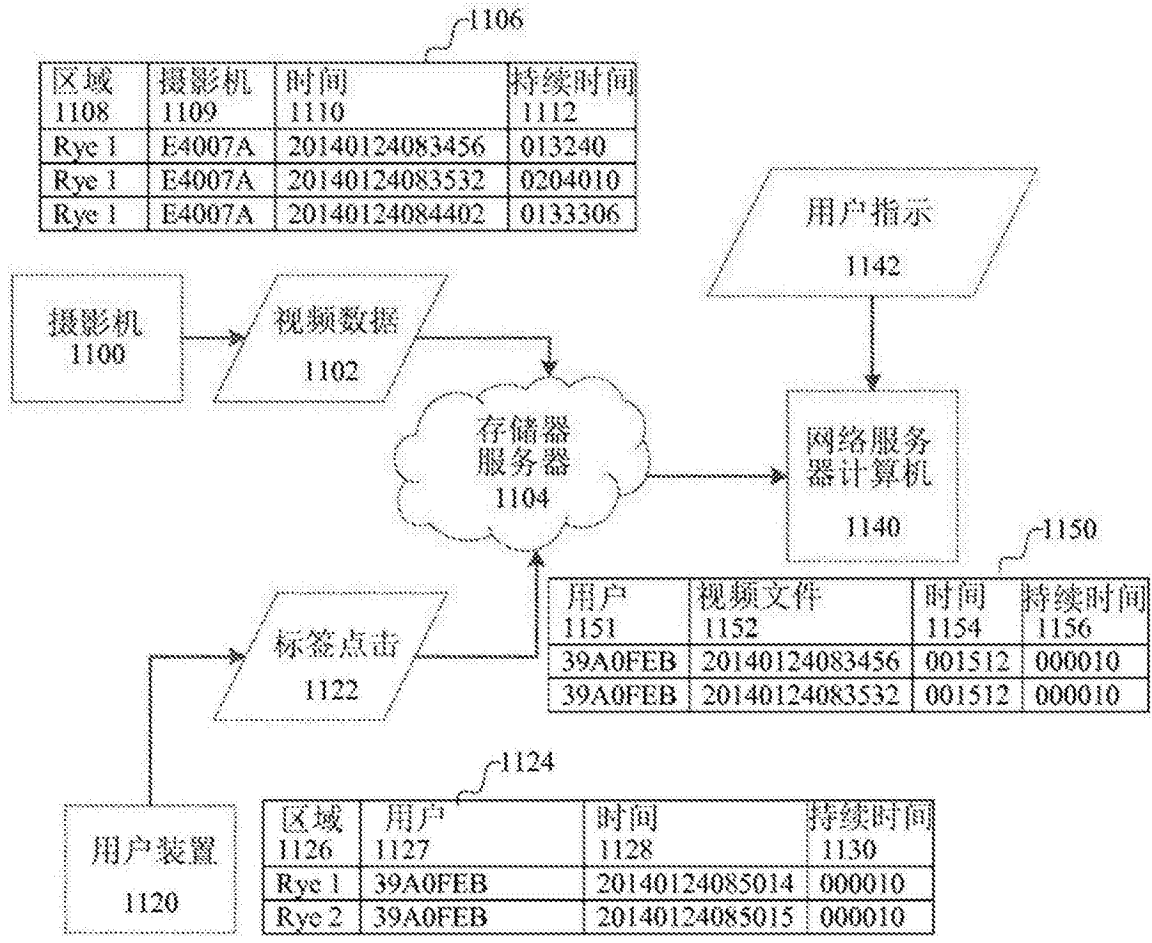 1106
区域 摄影机 时间 持续时间
1108 1109 1110 1112
Rye 1 E4007A 20140124083456 013240
Rye 1 E4007A 20140124083532 0204010
Rye 1 E4007A 20140124084402 0133306
用户指示
1142
摄影机
1100
视频数据
1102
存储器
服务器
1104
网络服务
器计算机
1140
1150
用户 视频文件 时间 持续时间
1151 1152 1154 1156
39A0FEB 20140124083456 001512 000010
39A0FEB 20140124083532 001512 000010
标签点击
1122
1124
用户装置
1120
区域 用户 时间 持续时间
1126 1127 1128 1130
Rye 1 39A0FEB 20140124085014 000010
Rye 2 39A0FEB 20140124085015 000010